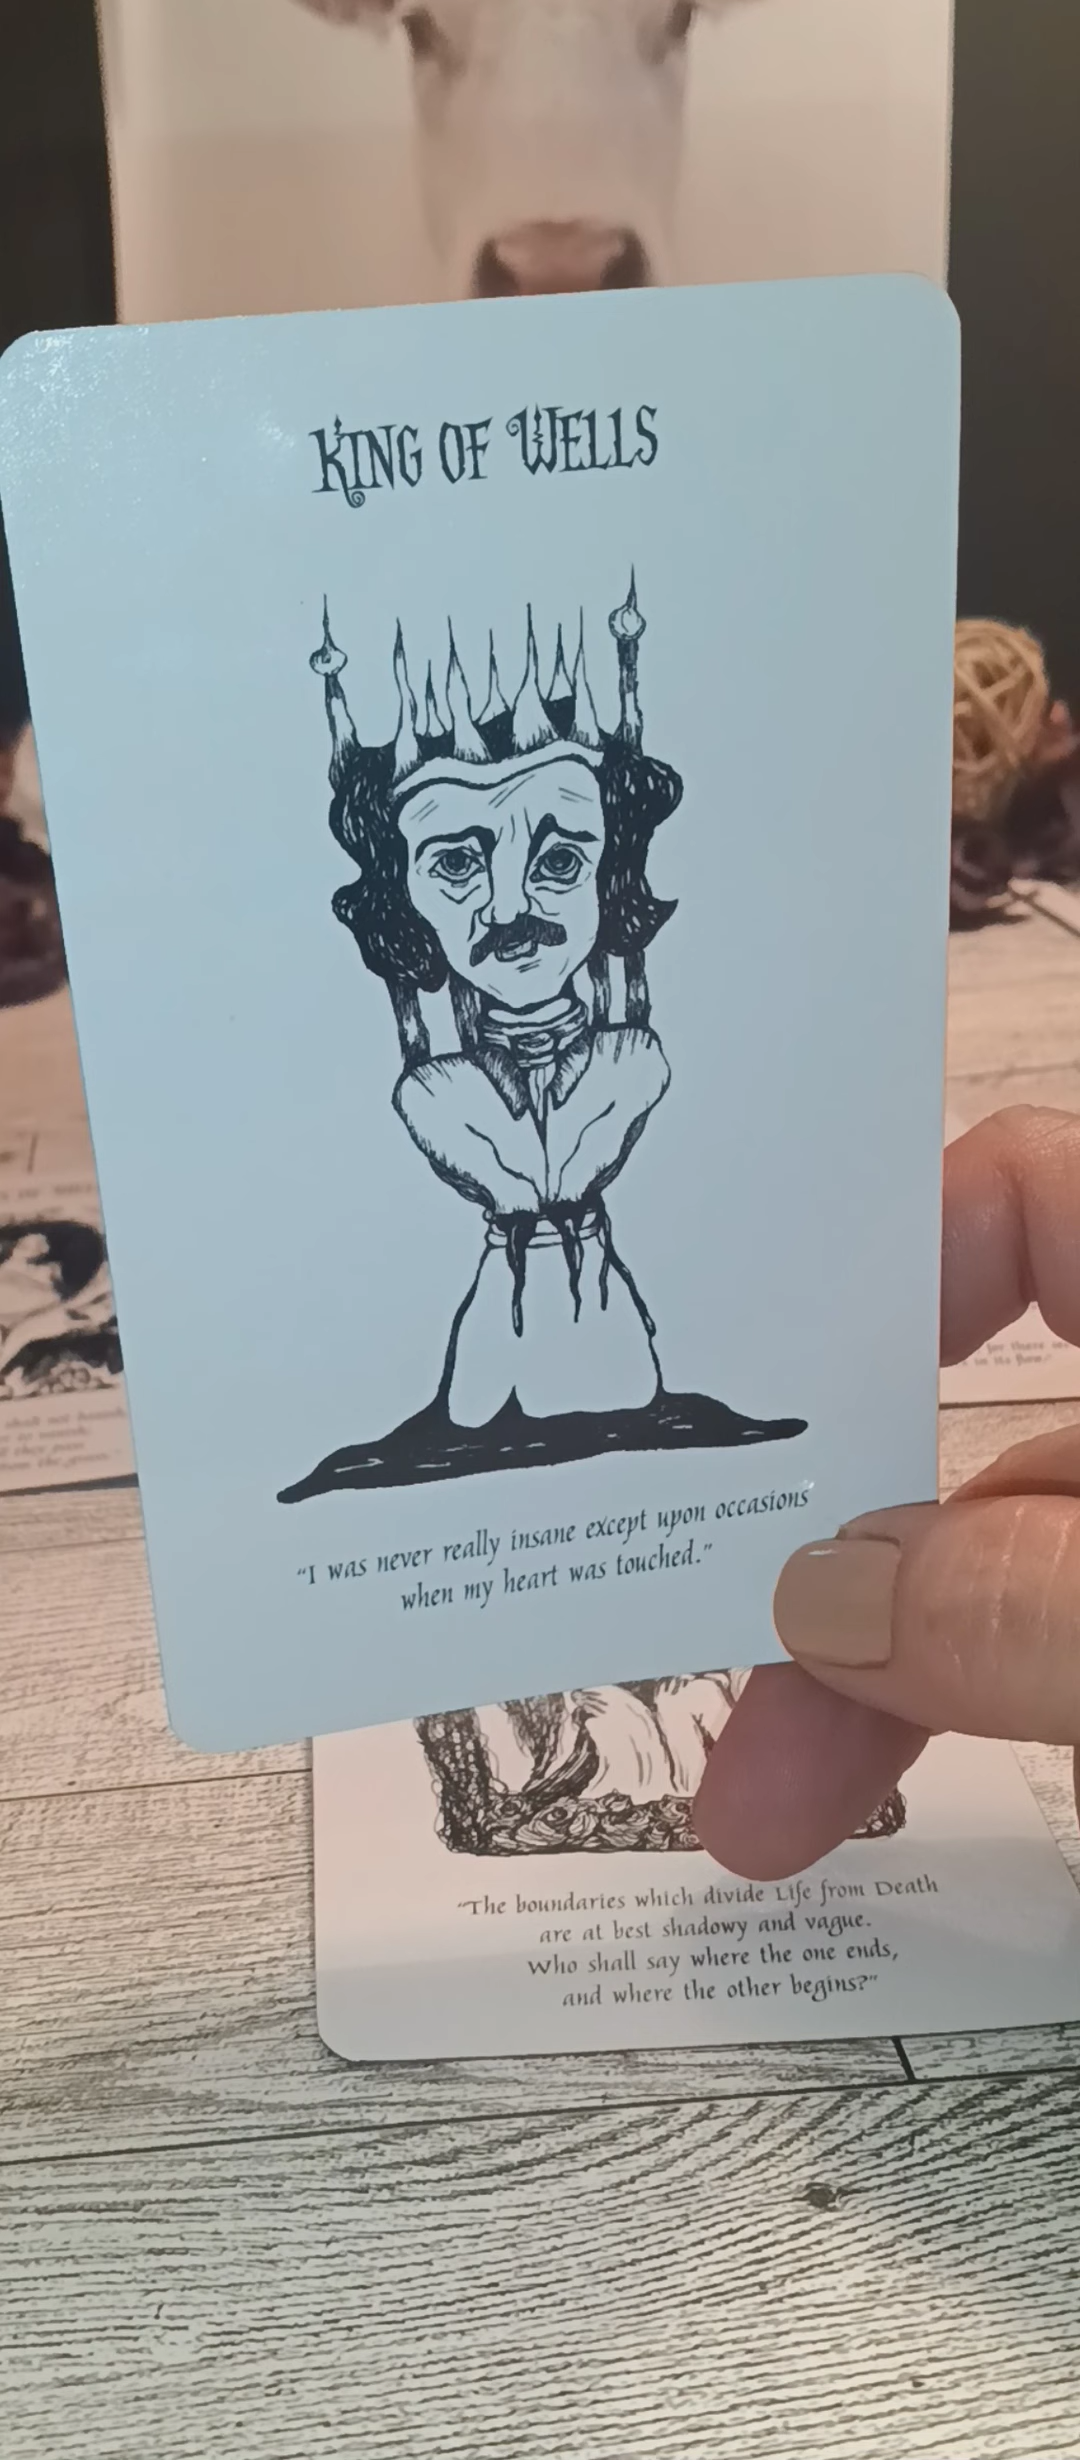 KING OF WELLS
"I was never really insane except upon occasions
when my heart was touched."
"The boundaries which divide Life from Death
are at best shadowy and vague.
Who shall say where the one ends,
and where the other begins?"